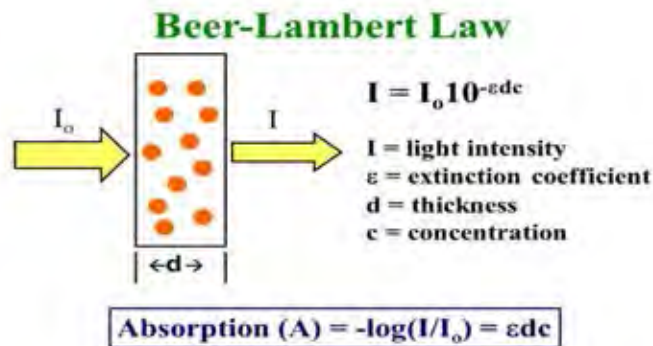 Beer-Lambert Law
I₀
I
←d→
I = I₀10^-εdc
I = light intensity
ε = extinction coefficient
d = thickness
c = concentration
Absorption (A) = -log(I/I₀) = εdc